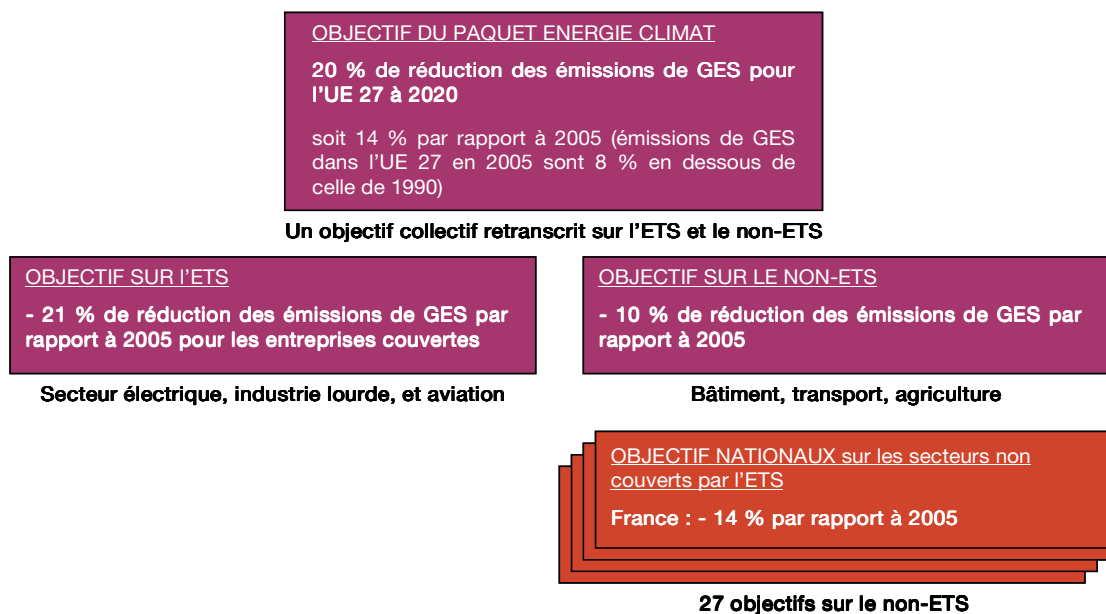 OBJECTIF DU PAQUET ENERGIE CLIMAT
20 % de réduction des émissions de GES pour
l'UE 27 à 2020
soit 14 % par rapport à 2005 (émissions de GES
dans l'UE 27 en 2005 sont 8 % en dessous de
celle de 1990)
Un objectif collectif retranscrit sur l'ETS et le non-ETS
OBJECTIF SUR l'ETS
- 21 % de réduction des émissions de GES par
rapport à 2005 pour les entreprises couvertes
Secteur électrique, industrie lourde, et aviation
OBJECTIF SUR LE NON-ETS
- 10 % de réduction des émissions de GES par
rapport à 2005
Bâtiment, transport, agriculture
OBJECTIF NATIONAUX sur les secteurs non
couverts par l'ETS
France : - 14 % par rapport à 2005
27 objectifs sur le non-ETS